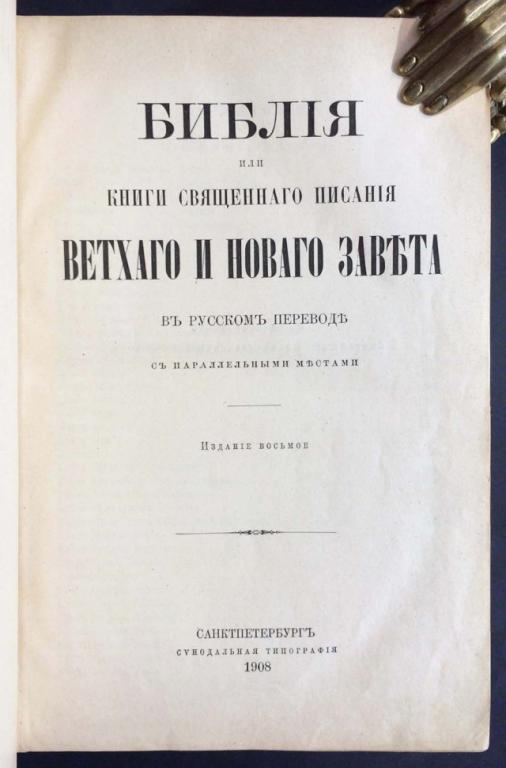 БИБЛІЯ
ИЛИ
КНИГИ СВЯЩЕННАГО ПИСАНІЯ
ВЕТХАГО И НОВАГО ЗАВѢТА
ВЪ РУССКОМЪ ПЕРЕВОДѢ
СЪ ПАРАЛЛЕЛЬНЫМИ МѢСТАМИ
Изданіе восьмое
САНКТПЕТЕРБУРГЪ
СѴНОДАЛЬНАЯ ТИПОГРАФІЯ
1908